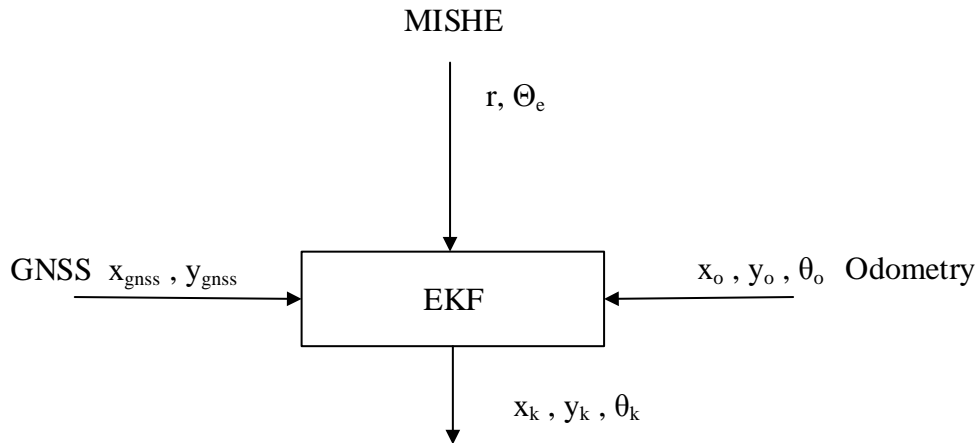 MISHE
r, Θe
GNSS xgnss , ygnss
xo , yo , θo Odometry
EKF
xk , yk , θk